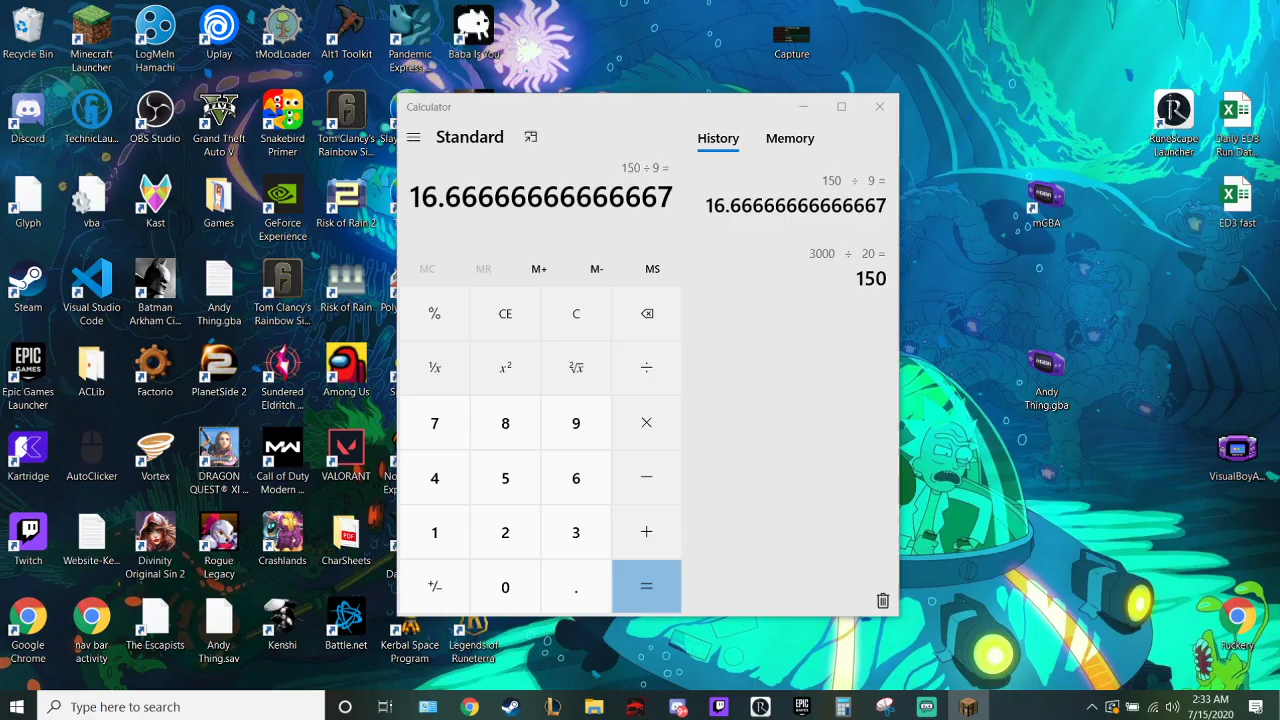 Recycle Bin
Minecraft Launcher
LogMeIn Hamachi
Uplay
tModLoader
Alt1 Toolkit
Pandemic Express ...
Baba Is You
Capture
Discord
TechnicLau...
OBS Studio
Grand Theft Auto V
Snakebird Primer
Tom Clancy's Rainbow Si...
RuneScape Launcher
Daily ED3 Run Dat...
Glyph
vba
Kast
Games
GeForce Experience
Risk of Rain 2
mGBA
ED3 fast
Steam
Visual Studio Code
Batman Arkham Ci...
Andy Thing.gba
Tom Clancy's Rainbow Si...
Risk of Rain
Epic Games Launcher
ACLib
Factorio
PlanetSide 2
Sundered Eldritch ...
Among Us
Andy Thing.gba
Kartridge
AutoClicker
Vortex
DRAGON QUEST® XI ...
Call of Duty Modern ...
VALORANT
VisualBoyA...
Twitch
Website-Ke...
Divinity Original Sin 2
Rogue Legacy
Crashlands
CharSheets
Google Chrome
nav bar activity
The Escapists
Andy Thing.sav
Kenshi
Battle.net
Kerbal Space Program
Legends of Runeterra
Puckery
Calculator
Standard
History
Memory
150 ÷ 9 =
16.66666666666667
150 ÷ 9 =
16.66666666666667
3000 ÷ 20 =
150
MC MR M+ M- MS
% CE C
¹/x x² ²√x ÷
7 8 9 ×
4 5 6 −
1 2 3 +
+/− 0 . =
Type here to search
2:33 AM
7/15/2020